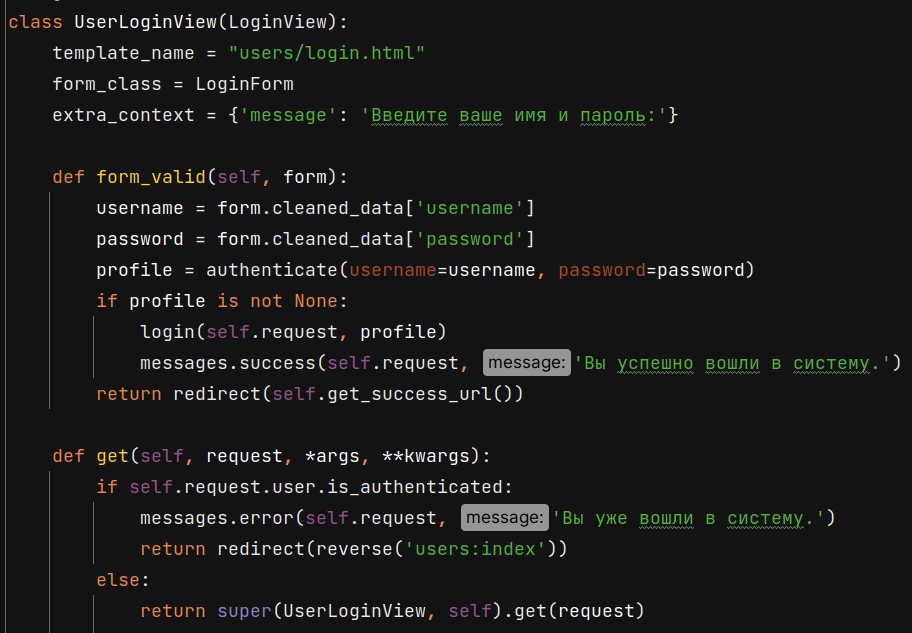 class UserLoginView(LoginView):
    template_name = "users/login.html"
    form_class = LoginForm
    extra_context = {'message': 'Введите ваше имя и пароль:'}

    def form_valid(self, form):
        username = form.cleaned_data['username']
        password = form.cleaned_data['password']
        profile = authenticate(username=username, password=password)
        if profile is not None:
            login(self.request, profile)
            messages.success(self.request, message: 'Вы успешно вошли в систему.')
        return redirect(self.get_success_url())

    def get(self, request, *args, **kwargs):
        if self.request.user.is_authenticated:
            messages.error(self.request, message: 'Вы уже вошли в систему.')
            return redirect(reverse('users:index'))
        else:
            return super(UserLoginView, self).get(request)